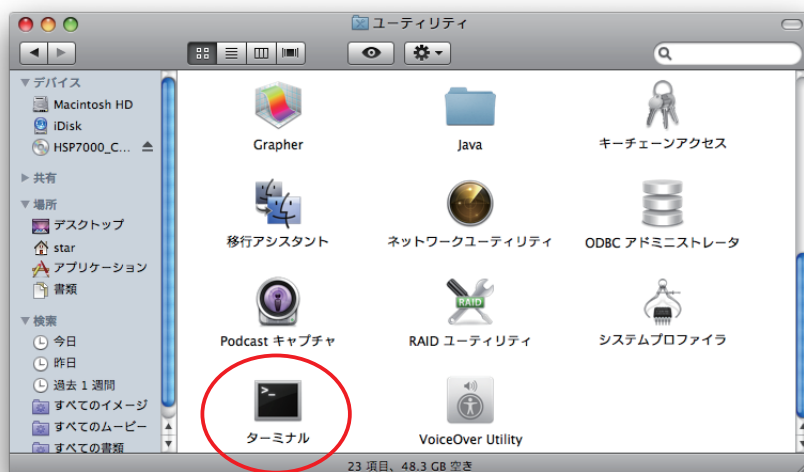 ユーティリティ
デバイス
Macintosh HD
iDisk
HSP7000_C...
共有
場所
デスクトップ
star
アプリケーション
書類
検索
今日
昨日
過去 1 週間
すべてのイメージ
すべてのムービー
すべての書類
Grapher
Java
キーチェーンアクセス
移行アシスタント
ネットワークユーティリティ
ODBC アドミニストレータ
Podcast キャプチャ
RAID
RAID ユーティリティ
システムプロファイラ
>_
ターミナル
VoiceOver Utility
23 項目、48.3 GB 空き